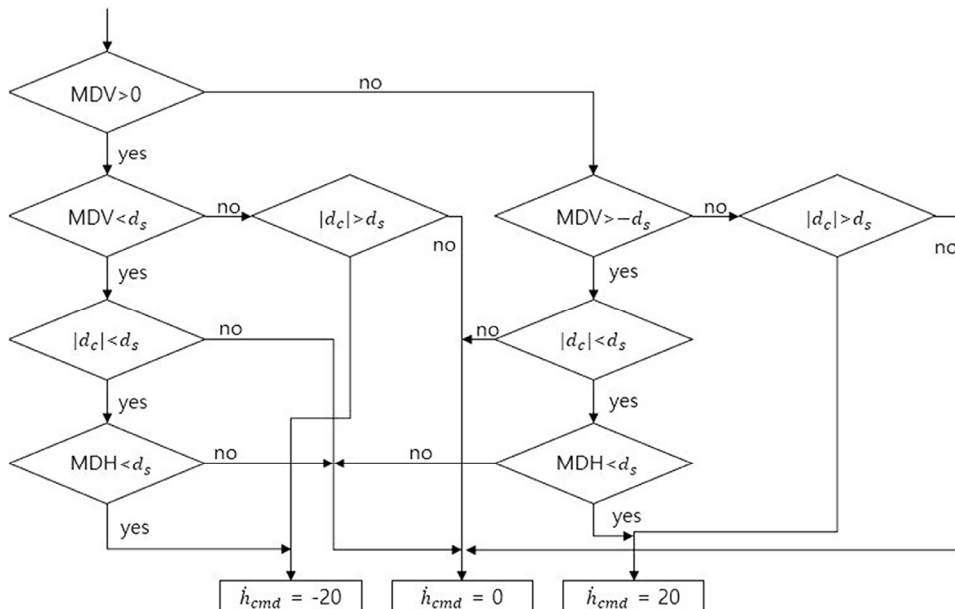 MDV>0
no
yes
MDV<d_s
no
|d_c|>d_s
no
MDV>−d_s
no
|d_c|>d_s
no
yes
yes
|d_c|<d_s
no
no
|d_c|<d_s
yes
yes
MDH<d_s
no
no
MDH<d_s
yes
yes
ḣ_cmd = -20
ḣ_cmd = 0
ḣ_cmd = 20